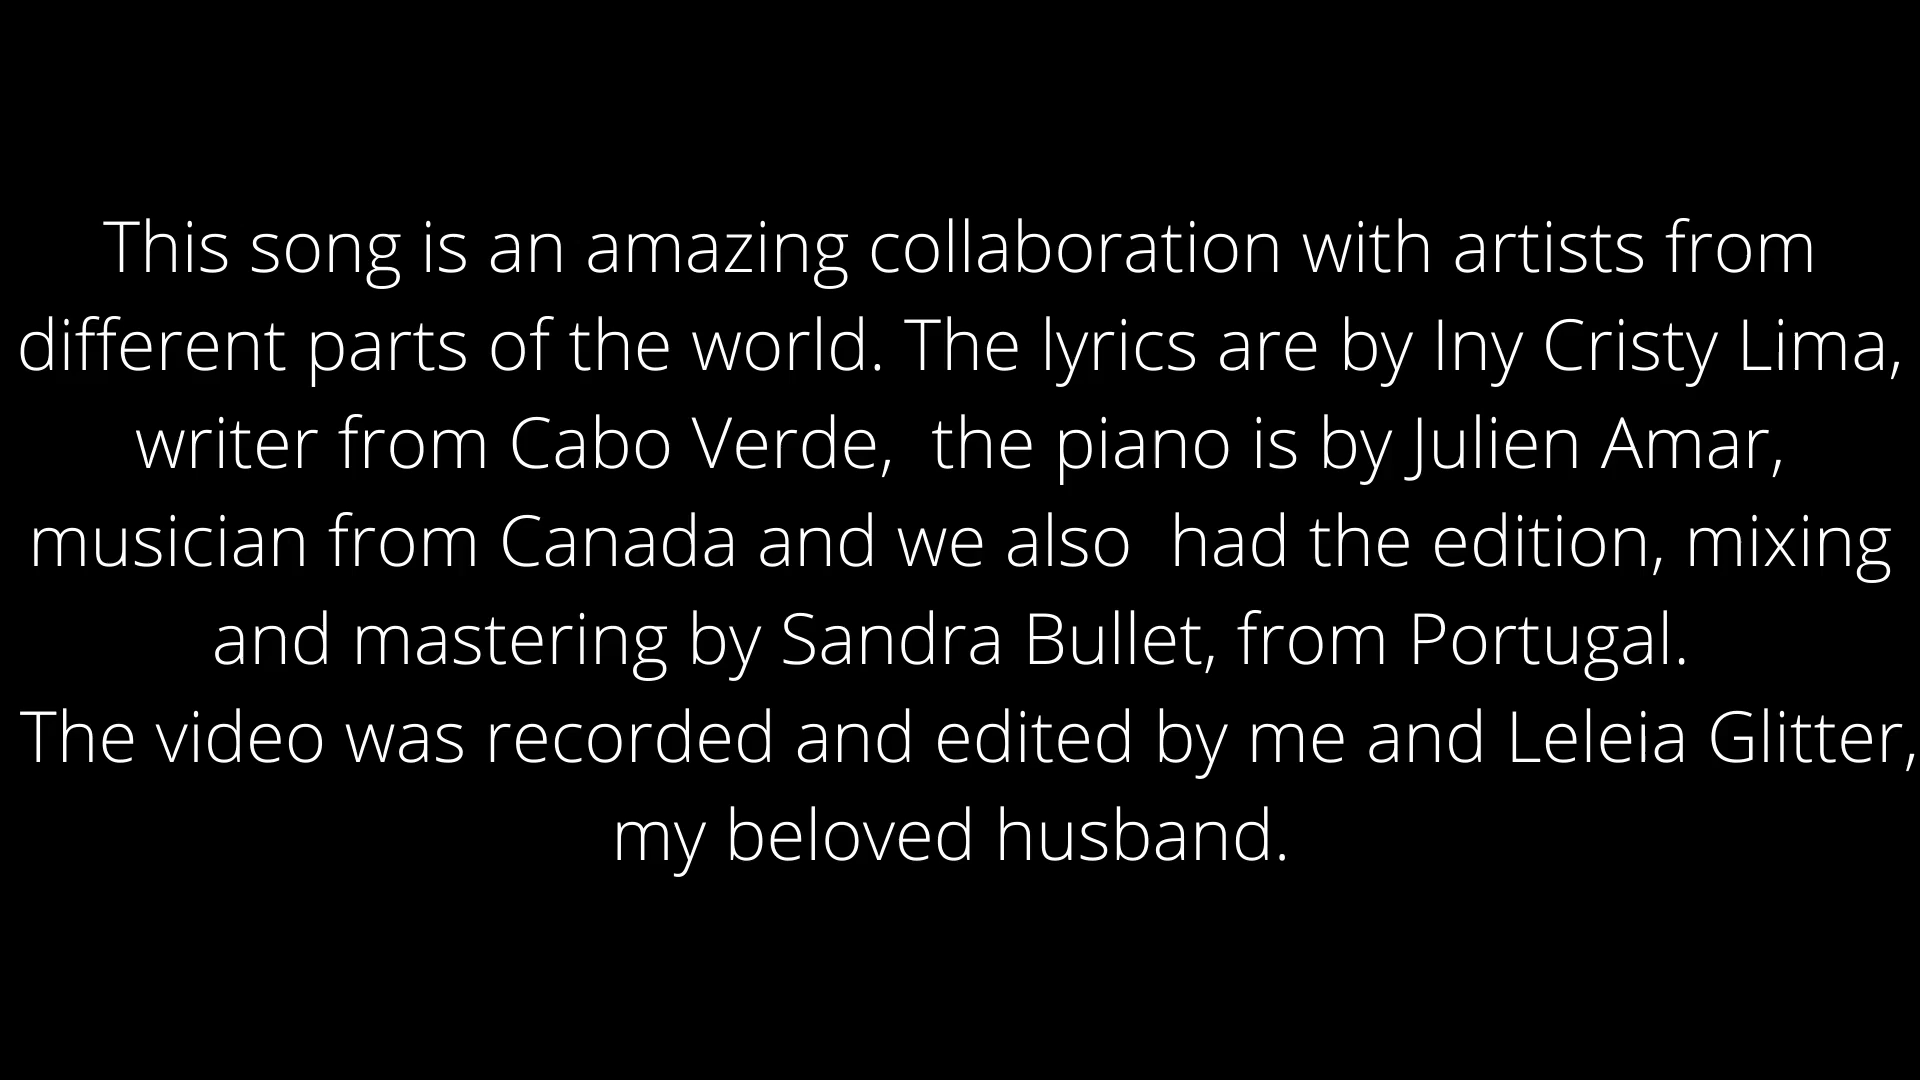 This song is an amazing collaboration with artists from
different parts of the world. The lyrics are by Iny Cristy Lima,
writer from Cabo Verde,  the piano is by Julien Amar,
musician from Canada and we also  had the edition, mixing
and mastering by Sandra Bullet, from Portugal.
The video was recorded and edited by me and Leleia Glitter,
my beloved husband.